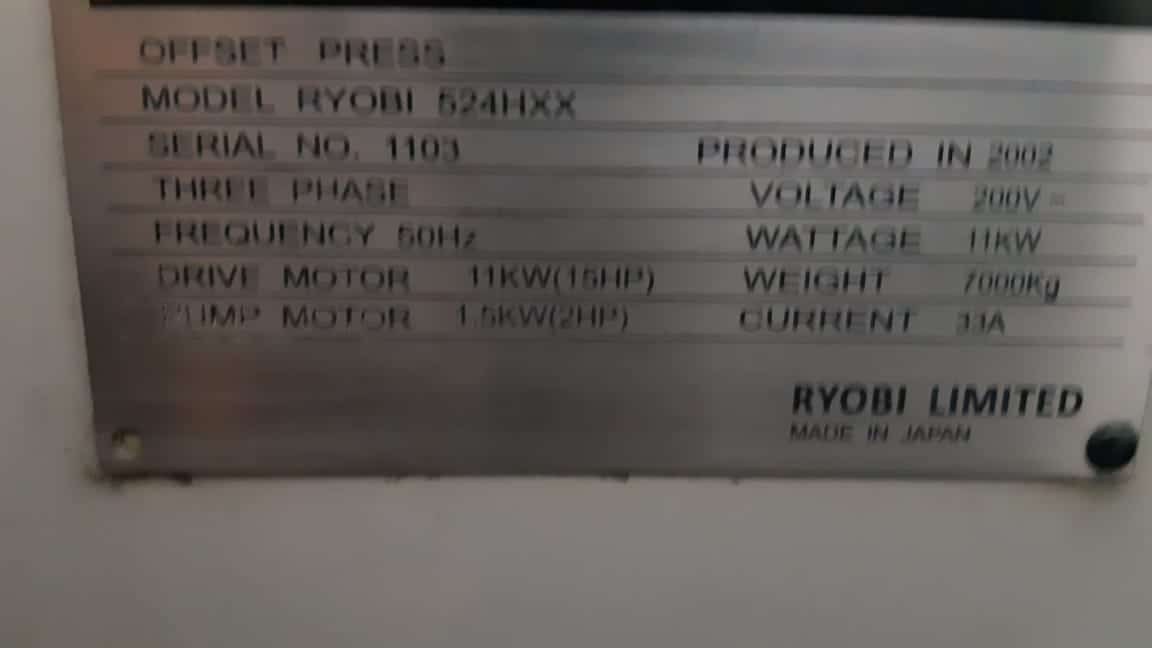 OFFSET PRESS
MODEL RYOBI 524HXX
SERIAL NO. 1103 PRODUCED IN 2002
THREE PHASE VOLTAGE 200V ~
FREQUENCY 50Hz WATTAGE 11KW
DRIVE MOTOR 11KW(15HP) WEIGHT 7000Kg
PUMP MOTOR 1.5KW(2HP) CURRENT 33A
RYOBI LIMITED
MADE IN JAPAN